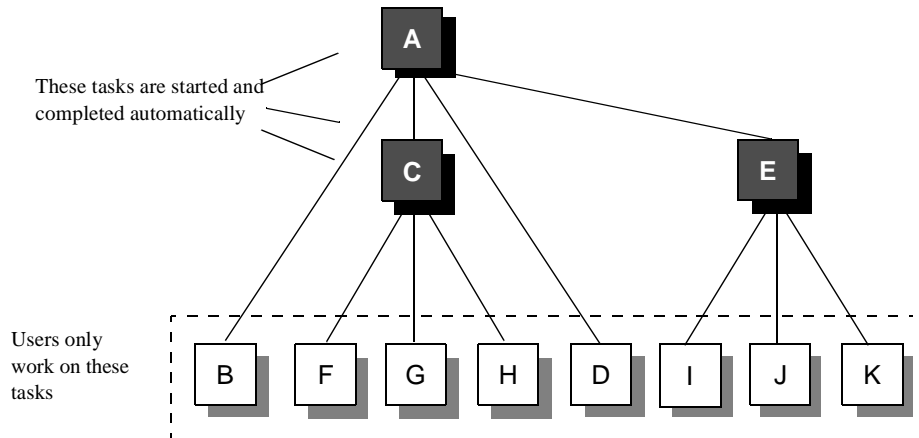 A
These tasks are started and
completed automatically
C
E
Users only
work on these
tasks
B
F
G
H
D
I
J
K